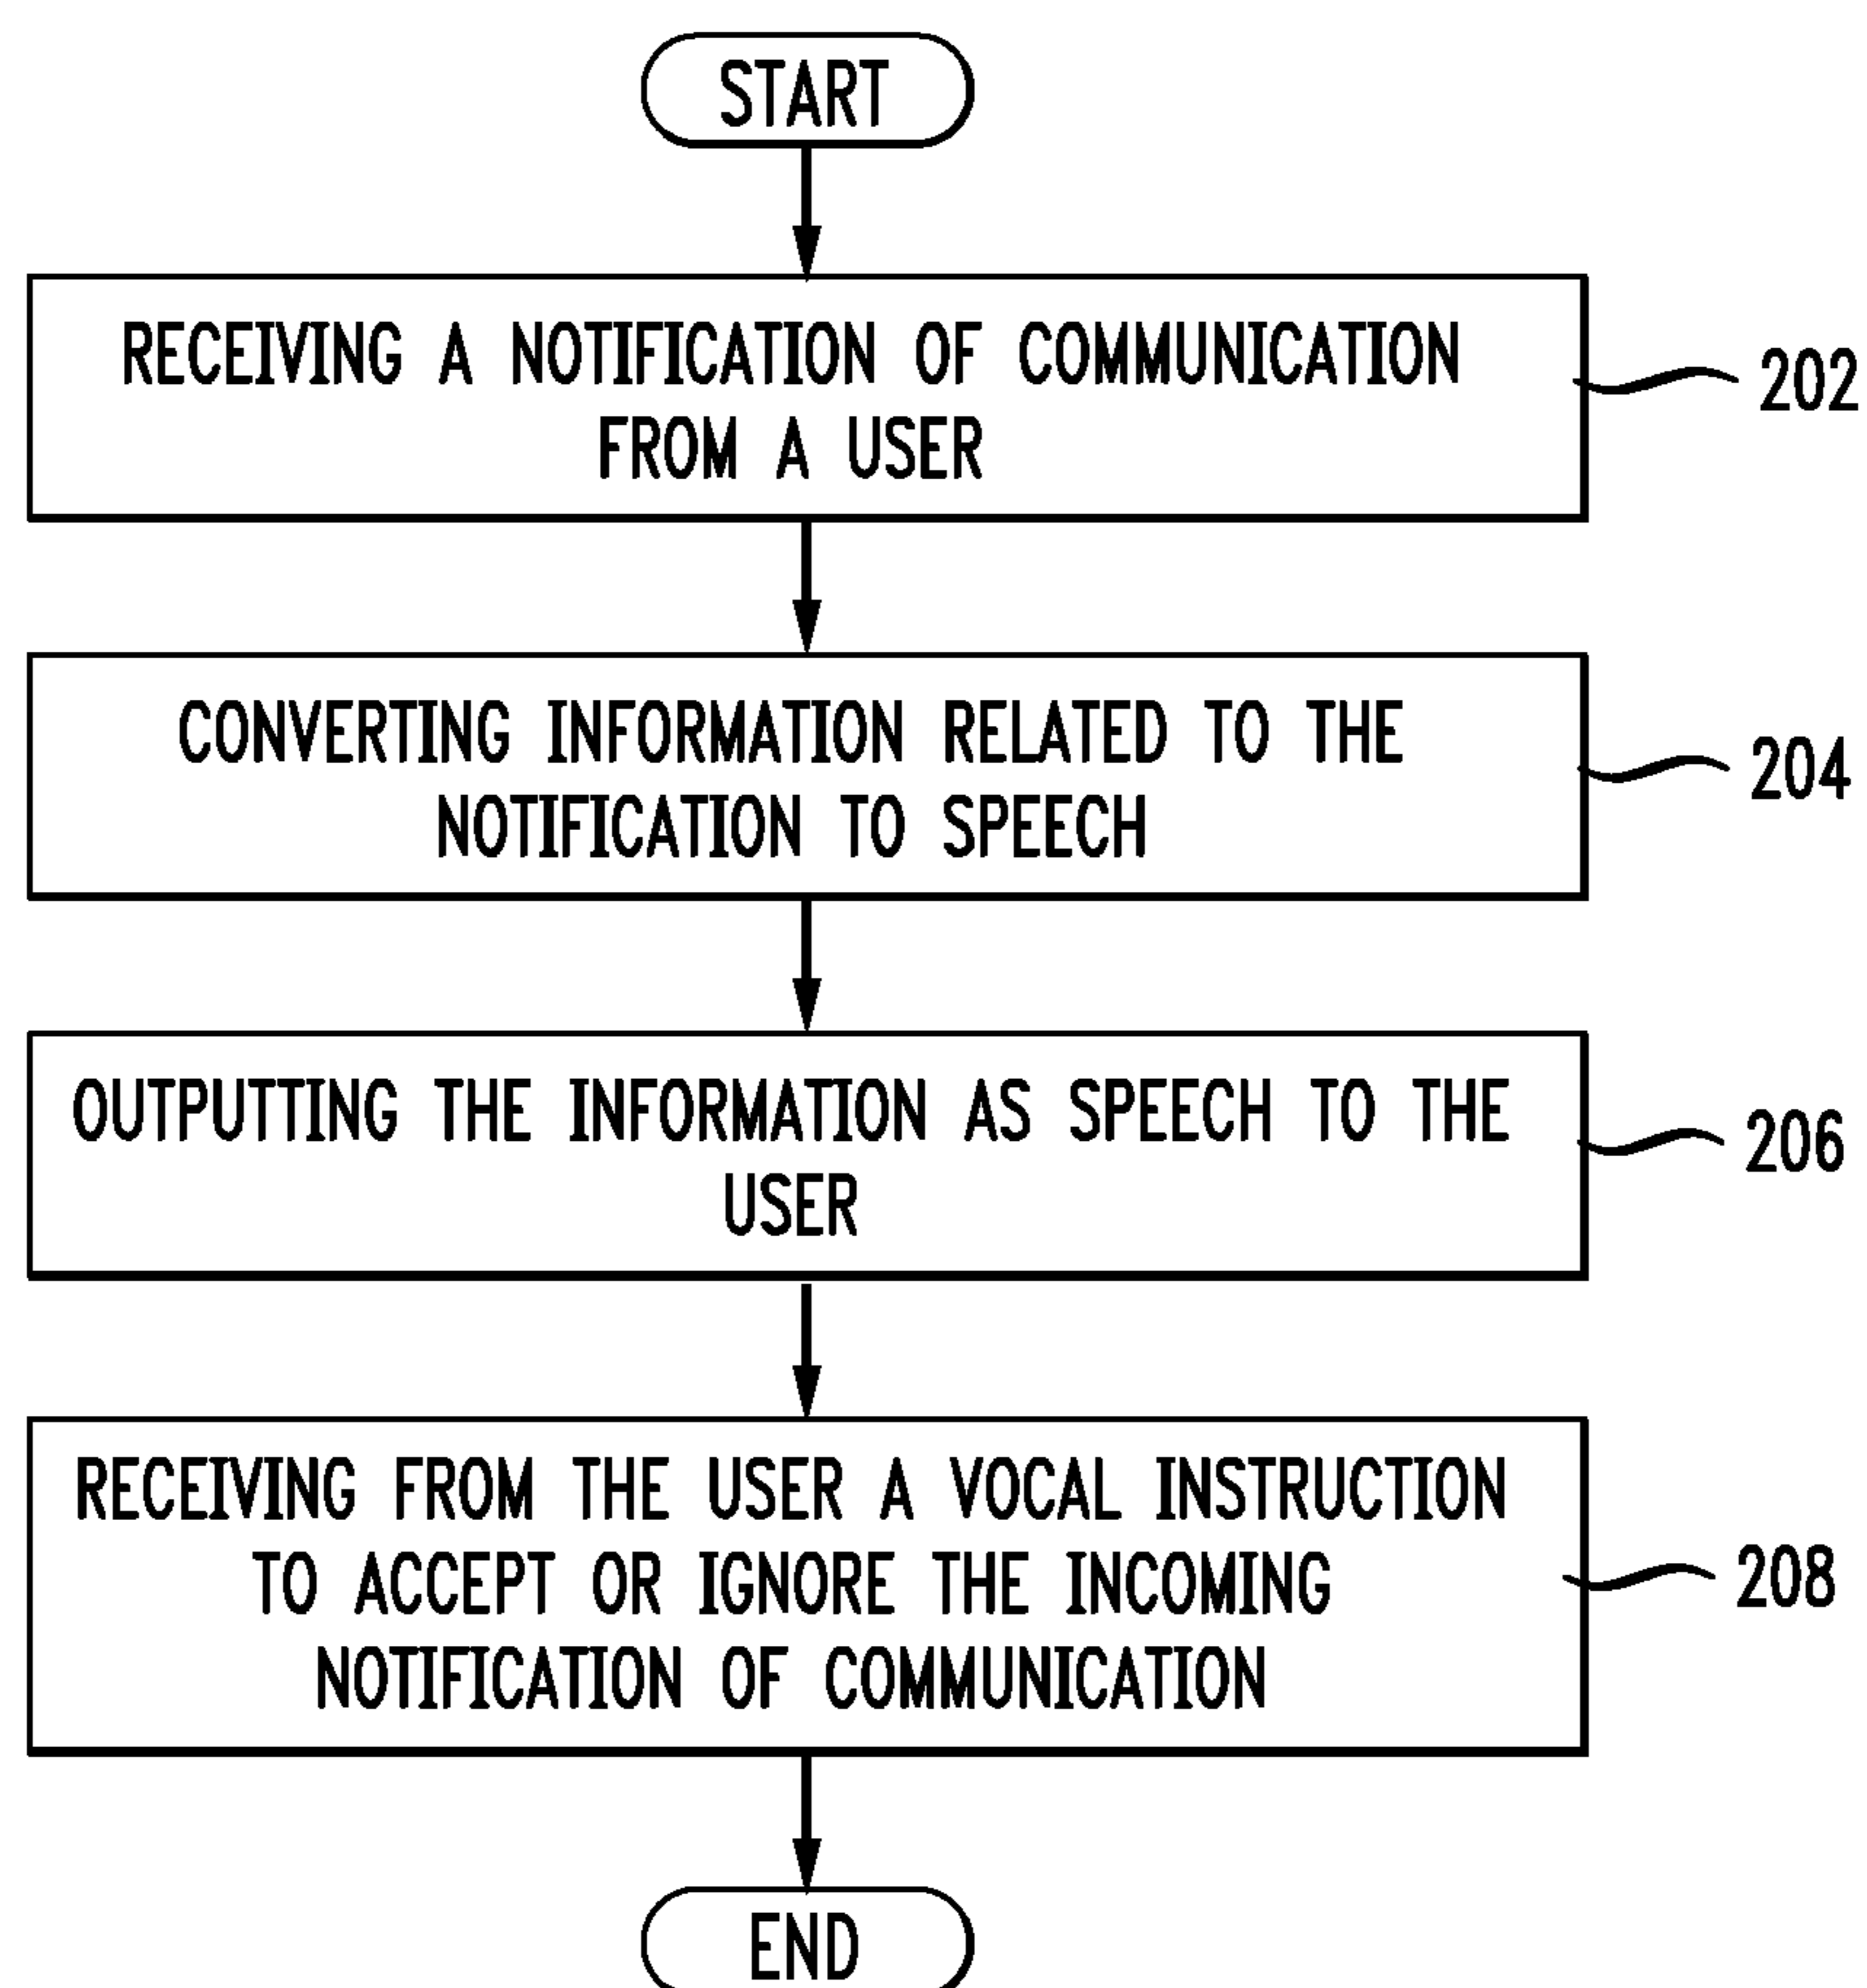 START
RECEIVING A NOTIFICATION OF COMMUNICATION
FROM A USER
202
CONVERTING INFORMATION RELATED TO THE
NOTIFICATION TO SPEECH
204
OUTPUTTING THE INFORMATION AS SPEECH TO THE
USER
206
RECEIVING FROM THE USER A VOCAL INSTRUCTION
TO ACCEPT OR IGNORE THE INCOMING
NOTIFICATION OF COMMUNICATION
208
END